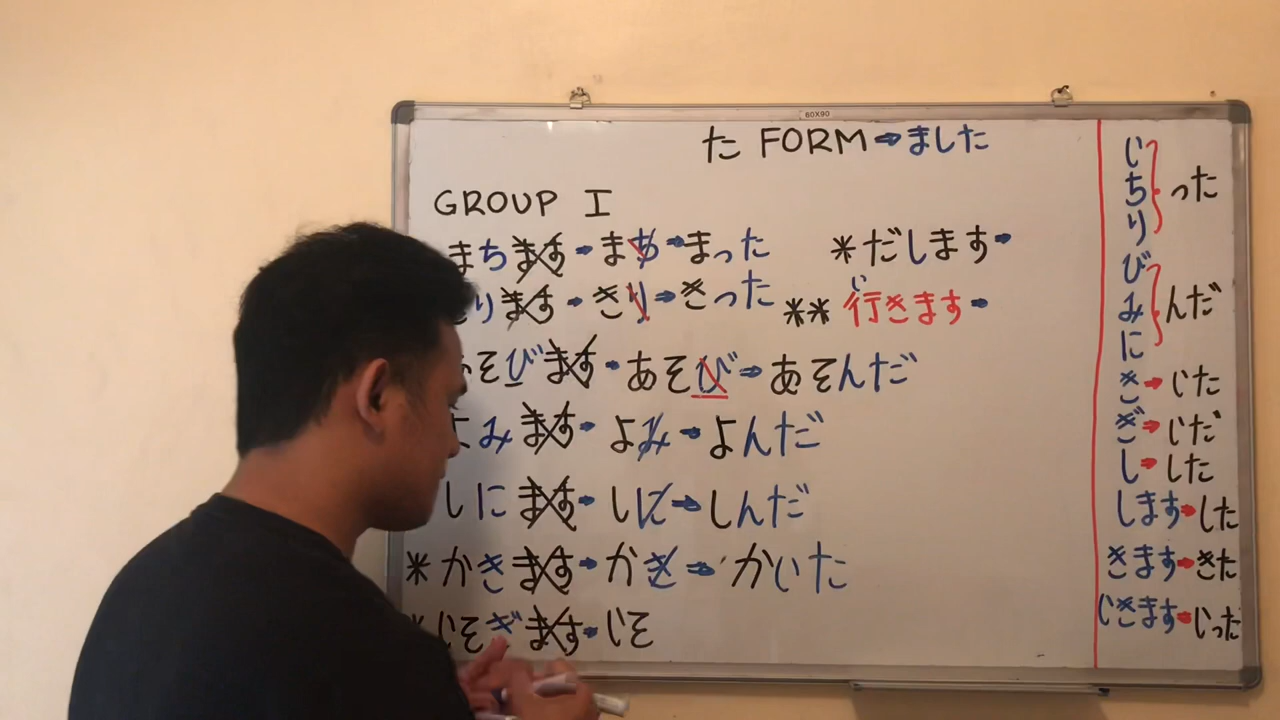 60X90
た FORM➡ました
GROUP I
まちます➡まち➡まった
*だします➡
ります➡きり➡きった
い
**行きます➡
そびます➡あそび➡あそんだ
よみます➡よみ➡よんだ
しにます➡しに➡しんだ
*かきます➡かき➡かいた
*いそぎます➡いそ
い
ち
り
った
び
み
に
んだ
き➡いた
ぎ➡いだ
し➡した
します➡した
きます➡きた
いきます➡いった